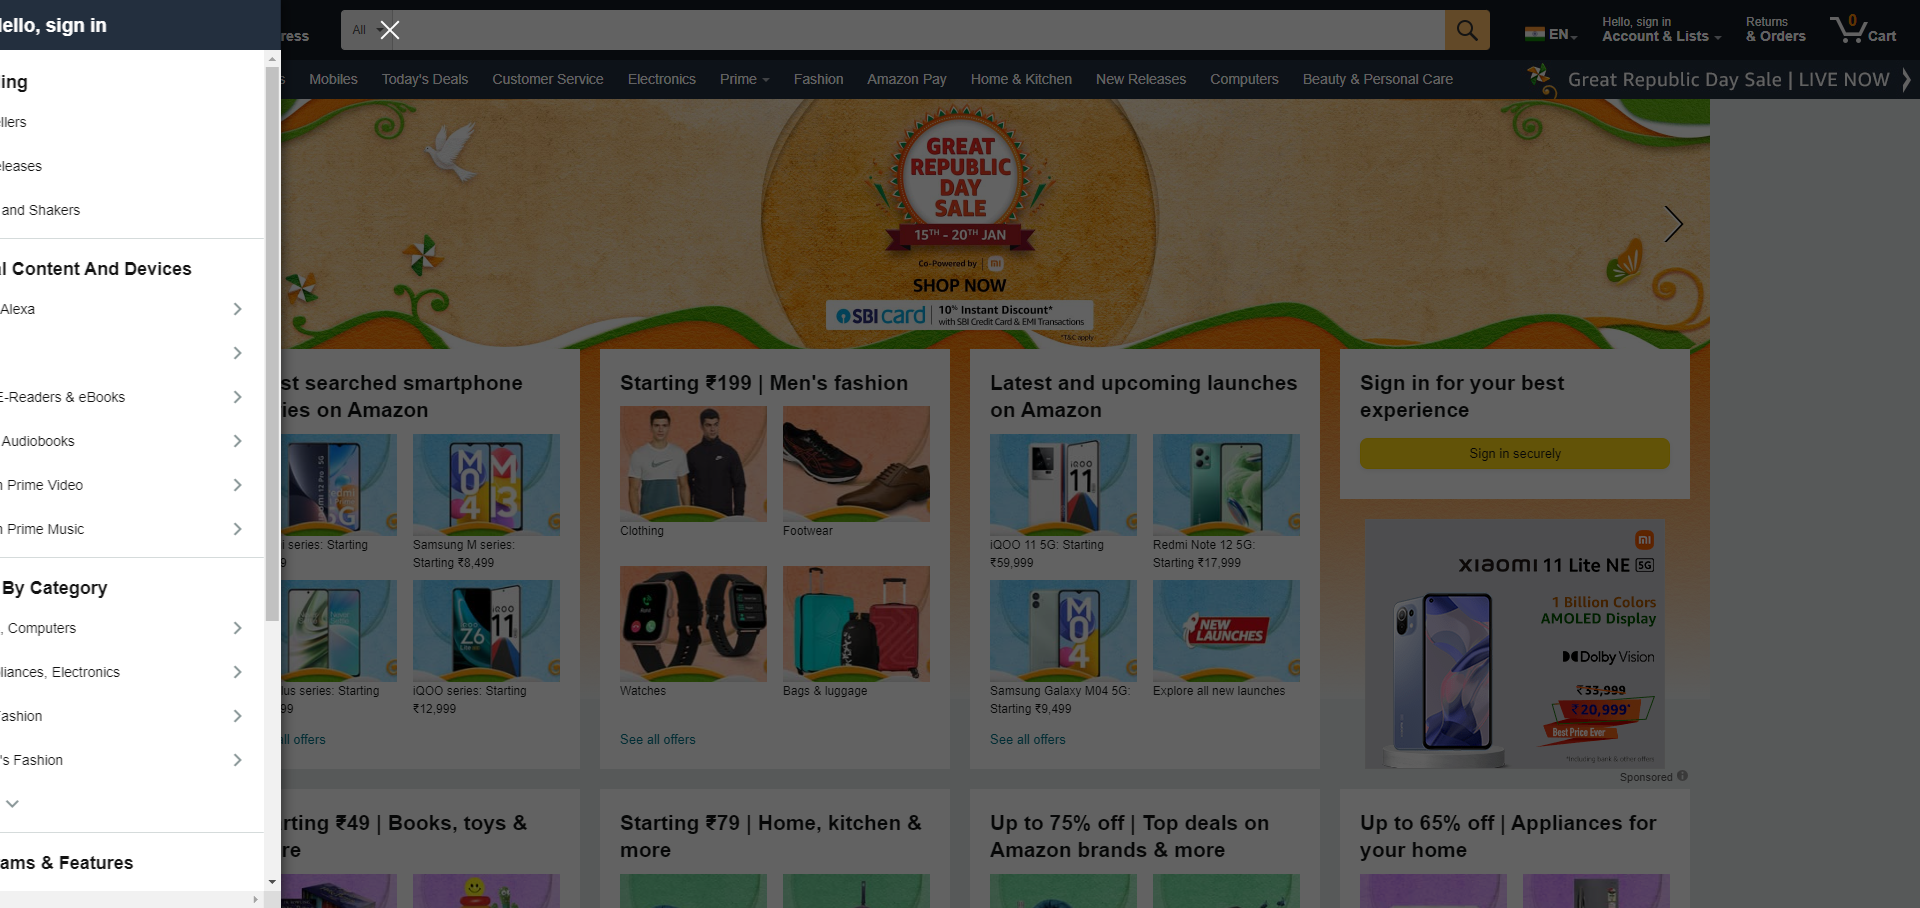 ello, sign in
ing
llers
eleases
and Shakers
l Content And Devices
Alexa
E-Readers & eBooks
Audiobooks
n Prime Video
n Prime Music
By Category
, Computers
liances, Electronics
ashion
's Fashion
ams & Features
ress
All
EN
Hello, sign in
Account & Lists
Returns
& Orders
0
Cart
s
Mobiles
Today's Deals
Customer Service
Electronics
Prime
Fashion
Amazon Pay
Home & Kitchen
New Releases
Computers
Beauty & Personal Care
Great Republic Day Sale | LIVE NOW
GREAT
REPUBLIC
DAY
SALE
15TH - 20TH JAN
Co-Powered by mi
SHOP NOW
SBI card
10% Instant Discount*
with SBI Credit Card & EMI Transactions
*T&C apply
st searched smartphone
ies on Amazon
i series: Starting
9
Samsung M series:
Starting ₹8,499
lus series: Starting
99
iQOO series: Starting
₹12,999
all offers
Starting ₹199 | Men's fashion
Clothing
Footwear
Watches
Bags & luggage
See all offers
Latest and upcoming launches
on Amazon
iQOO 11 5G: Starting
₹59,999
Redmi Note 12 5G:
Starting ₹17,999
NEW
LAUNCHES
Samsung Galaxy M04 5G:
Starting ₹9,499
Explore all new launches
See all offers
Sign in for your best
experience
Sign in securely
mi
xiaomi 11 Lite NE 5G
1 Billion Colors
AMOLED Display
Dolby Vision
₹33,999
₹20,999*
Best Price Ever
*Including bank & other offers
Sponsored
rting ₹49 | Books, toys &
re
Starting ₹79 | Home, kitchen &
more
Up to 75% off | Top deals on
Amazon brands & more
Up to 65% off | Appliances for
your home